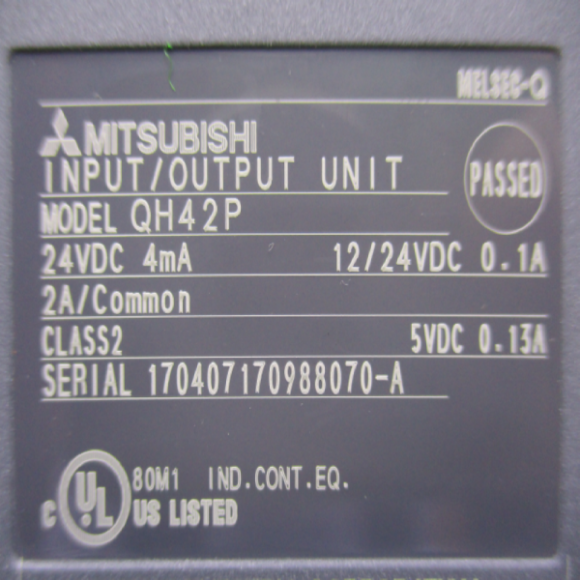 MELSEC-Q
MITSUBISHI
INPUT/OUTPUT UNIT
PASSED
MODEL QH42P
24VDC 4mA 12/24VDC 0.1A
2A/Common
CLASS2 5VDC 0.13A
SERIAL 170407170988070-A
80M1 IND.CONT.EQ.
C UL US LISTED